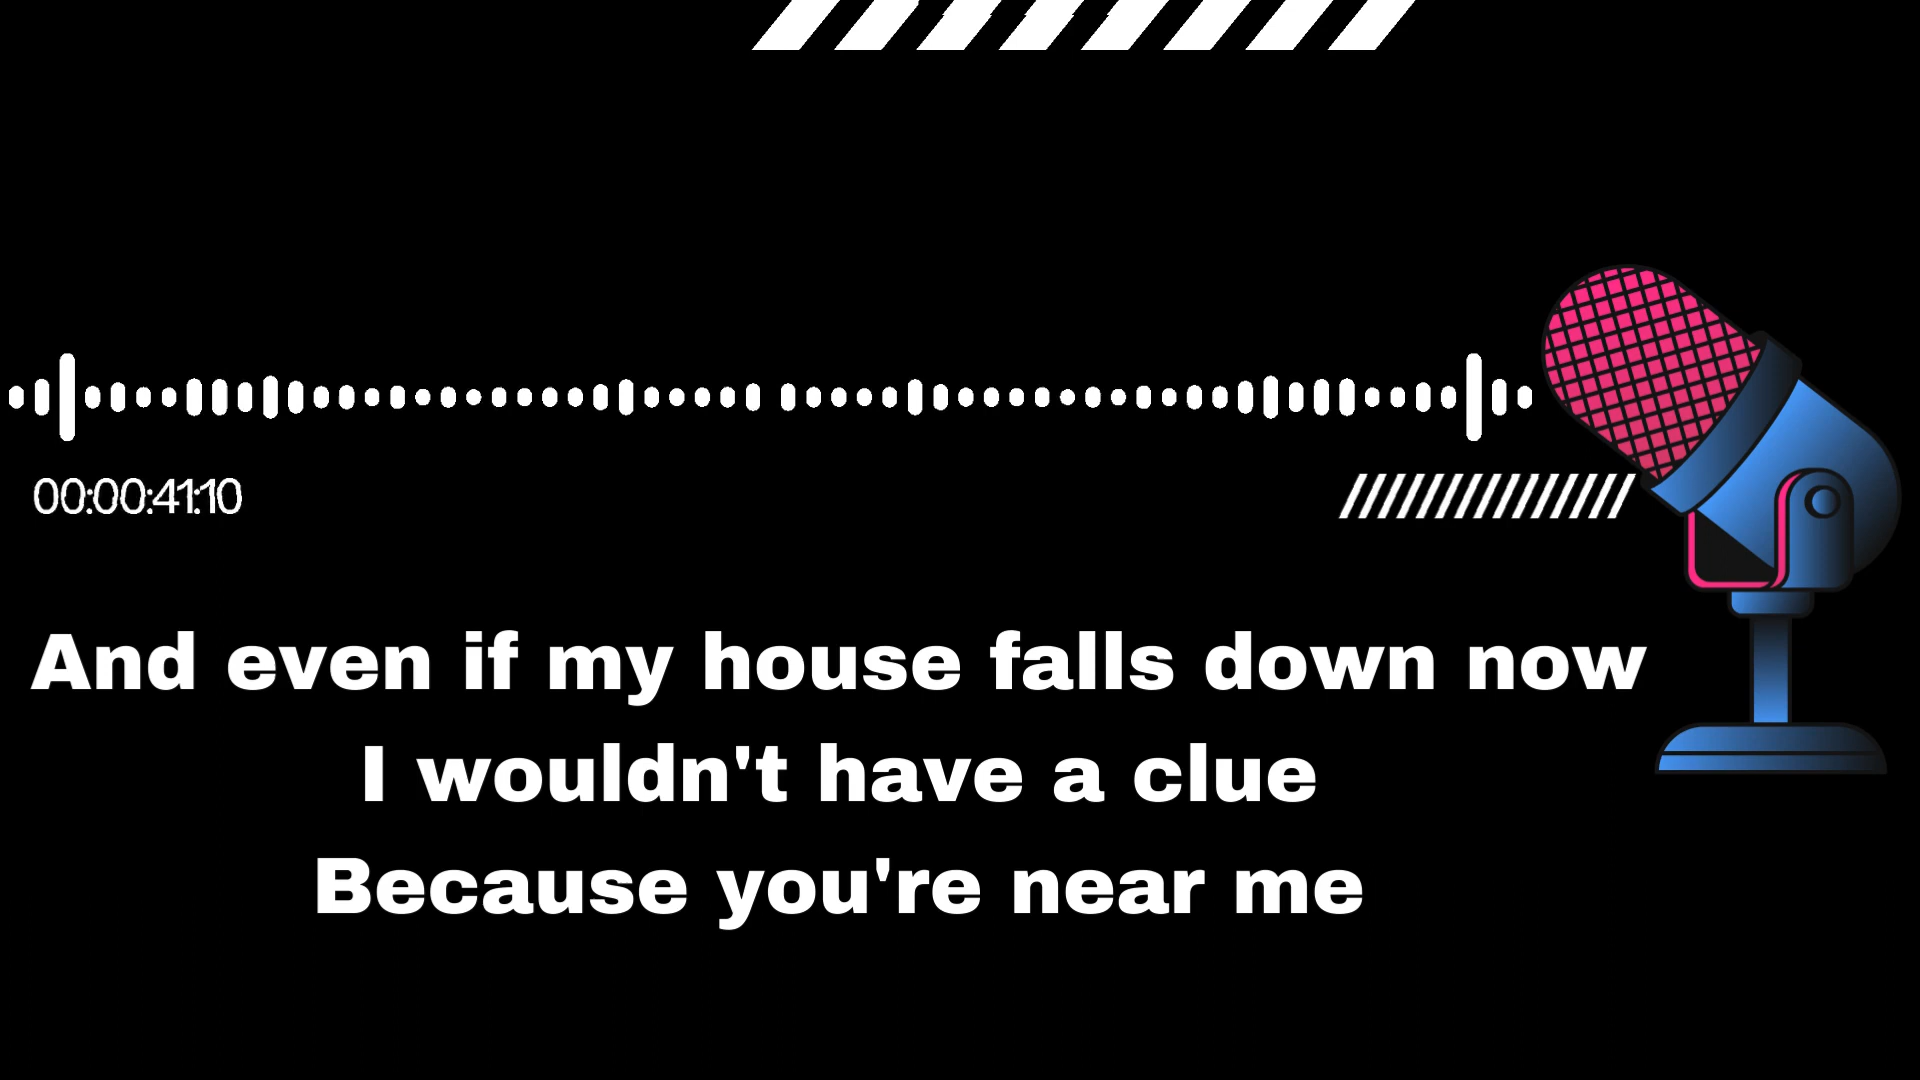 00:00:41:10
And even if my house falls down now
I wouldn't have a clue
Because you're near me